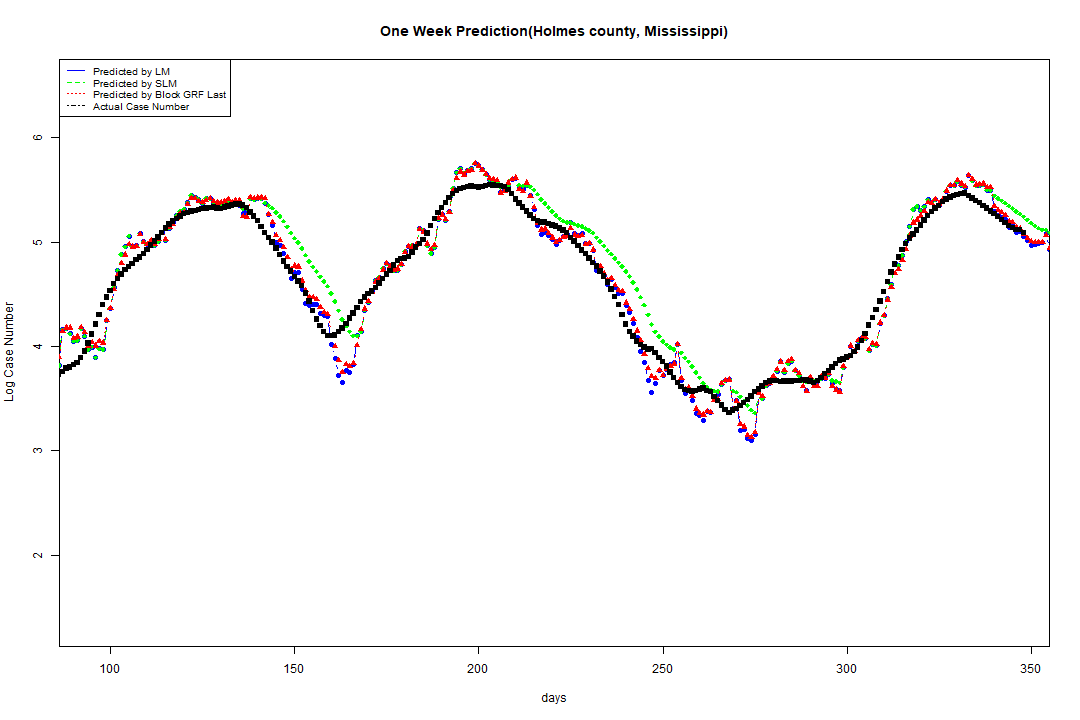 One Week Prediction(Holmes county, Mississippi)
Predicted by LM
Predicted by SLM
Predicted by Block GRF Last
Actual Case Number
6
5
4
3
2
Log Case Number
100 150 200 250 300 350
days